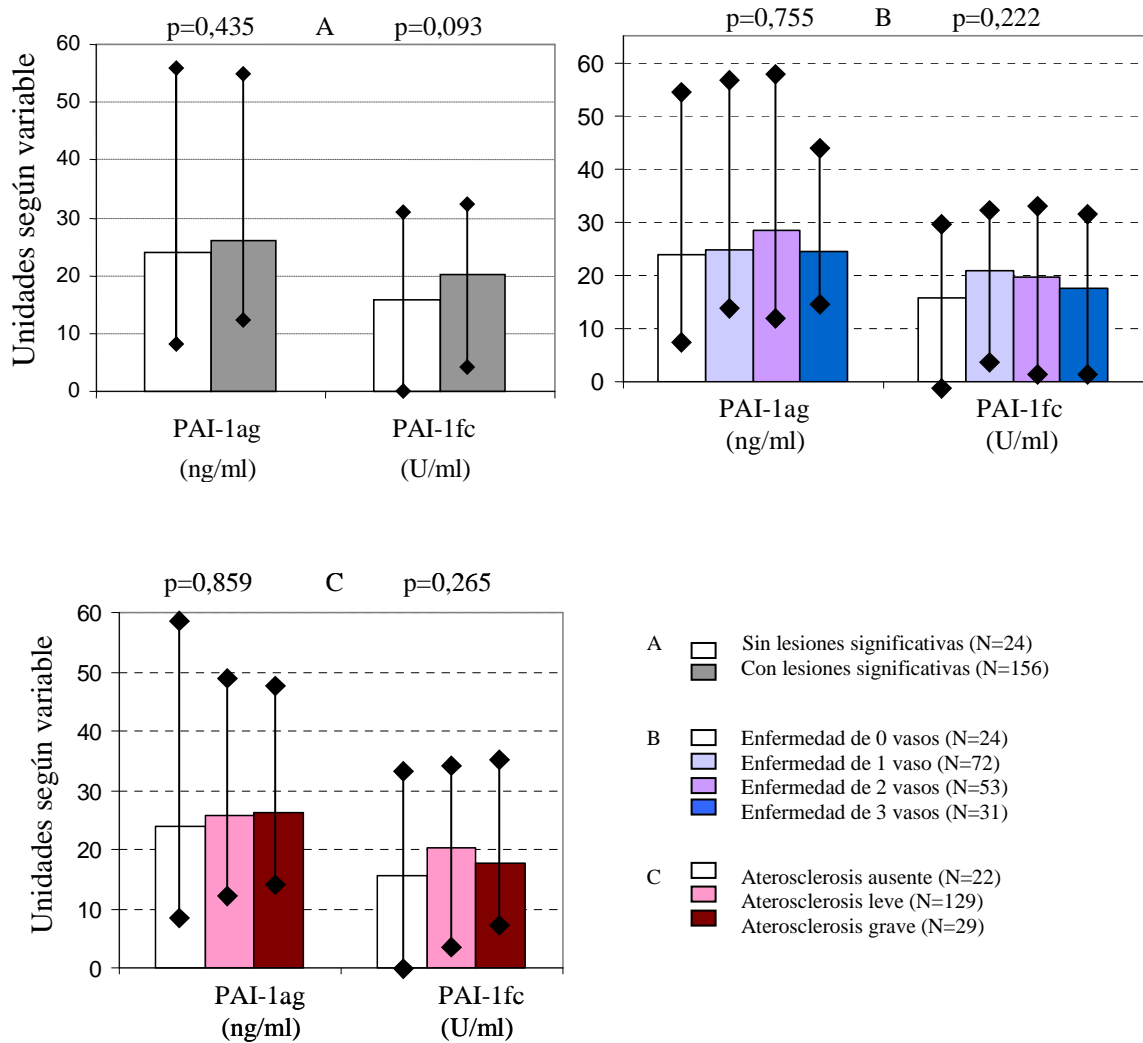 p=0,435 A p=0,093
Unidades según variable
60
50
40
30
20
10
0
PAI-1ag PAI-1fc
(ng/ml) (U/ml)
p=0,755 B p=0,222
60
50
40
30
20
10
0
PAI-1ag PAI-1fc
(ng/ml) (U/ml)
p=0,859 C p=0,265
Unidades según variable
60
50
40
30
20
10
0
PAI-1ag PAI-1fc
(ng/ml) (U/ml)
A Sin lesiones significativas (N=24)
Con lesiones significativas (N=156)
B Enfermedad de 0 vasos (N=24)
Enfermedad de 1 vaso (N=72)
Enfermedad de 2 vasos (N=53)
Enfermedad de 3 vasos (N=31)
C Aterosclerosis ausente (N=22)
Aterosclerosis leve (N=129)
Aterosclerosis grave (N=29)